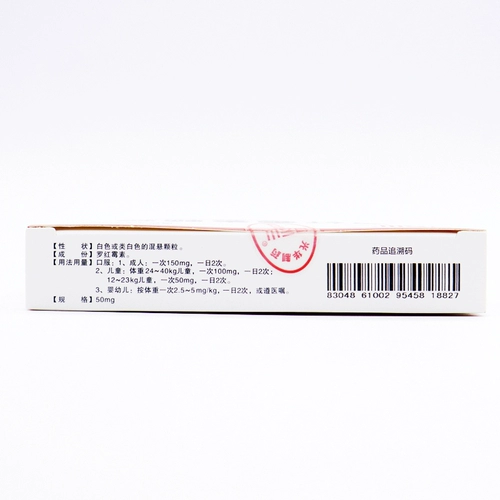 【性　　状】白色或类白色的混悬颗粒。
【成　　份】罗红霉素。
【用法用量】口服：1、成人：一次150mg，一日2次。
2、儿童：体重24~40kg儿童，一次100mg，一日2次；
12~23kg儿童，一次50mg，一日2次。
3、婴幼儿：按体重一次2.5~5mg/kg，一日2次，或遵医嘱。
【规　　格】50mg
光华制药
药品追溯码
83048 61002 95458 18827